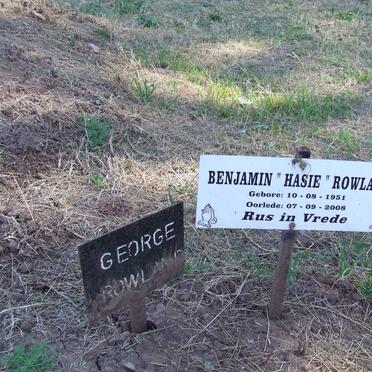 GEORGE
ROWLAND
BENJAMIN "HASIE" ROWLA
Gebore: 10 - 08 - 1951
Oorlede: 07 - 09 - 2008
Rus in Vrede